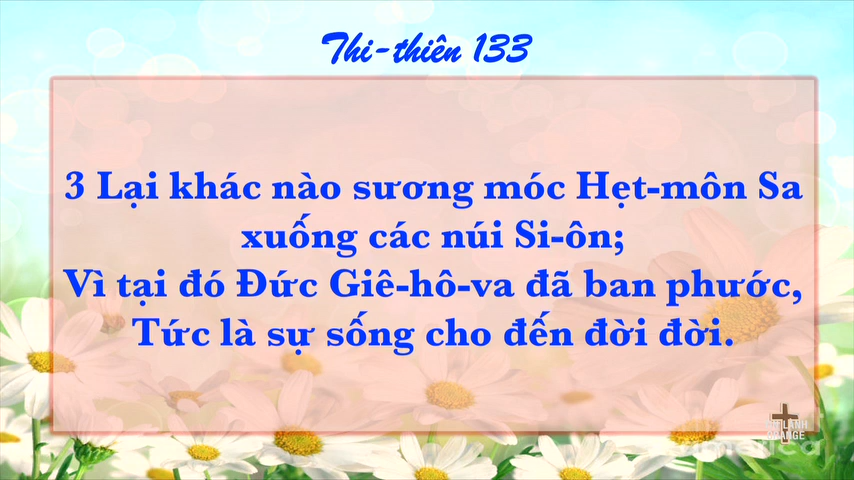 Thi-thiên 133
3 Lại khác nào sương móc Hẹt-môn Sa
xuống các núi Si-ôn;
Vì tại đó Đức Giê-hô-va đã ban phước,
Tức là sự sống cho đến đời đời.